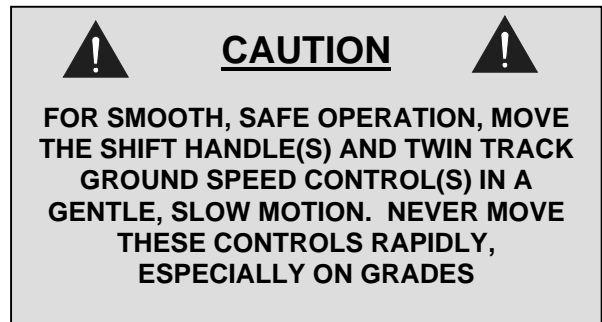 CAUTION
FOR SMOOTH, SAFE OPERATION, MOVE
THE SHIFT HANDLE(S) AND TWIN TRACK
GROUND SPEED CONTROL(S) IN A
GENTLE, SLOW MOTION. NEVER MOVE
THESE CONTROLS RAPIDLY,
ESPECIALLY ON GRADES